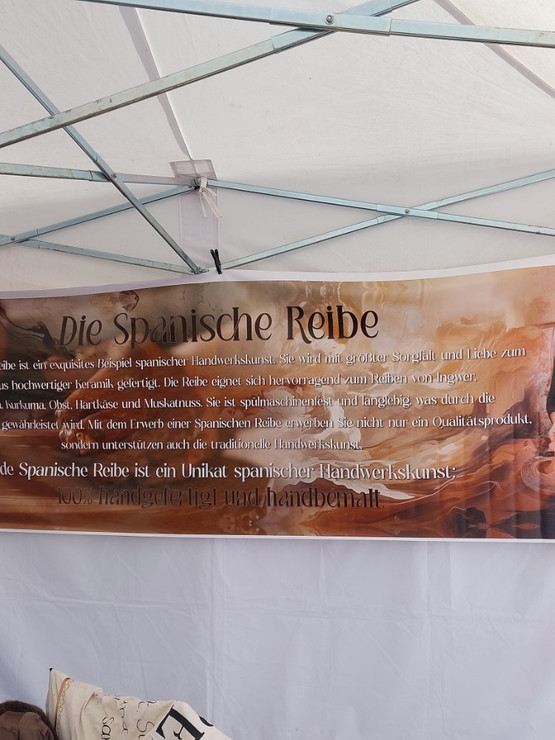 Die Spanische Reibe
eibe ist ein exquisites Beispiel spanischer Handwerkskunst. Sie wird mit größter Sorgfalt und Liebe zum
us hochwertiger Keramik gefertigt. Die Reibe eignet sich hervorragend zum Reiben von Ingwer,
Kurkuma, Obst, Hartkäse und Muskatnuss. Sie ist spülmaschinenfest und langlebig, was durch die
gewährleistet wird. Mit dem Erwerb einer Spanischen Reibe erwerben Sie nicht nur ein Qualitätsprodukt,
sondern unterstützen auch die traditionelle Handwerkskunst.
de Spanische Reibe ist ein Unikat spanischer Handwerkskunst:
100% handgefertigt und handbemalt.